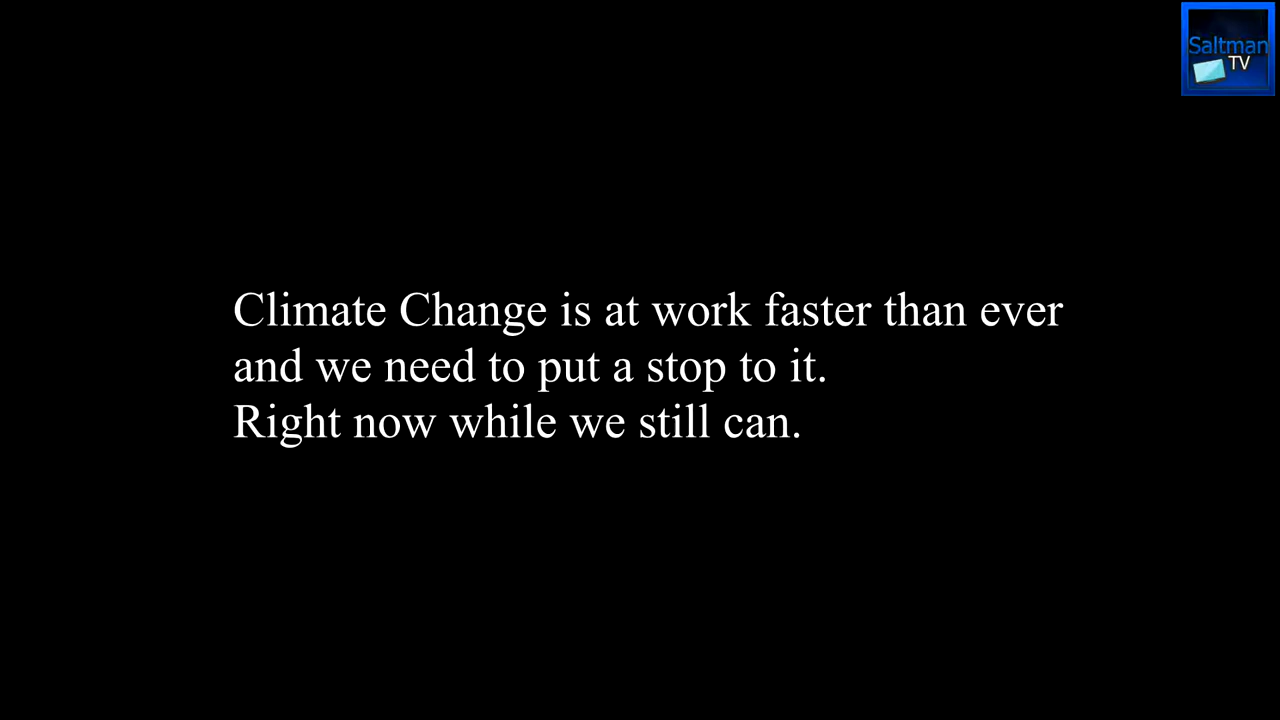 Saltman
TV
Climate Change is at work faster than ever
and we need to put a stop to it.
Right now while we still can.